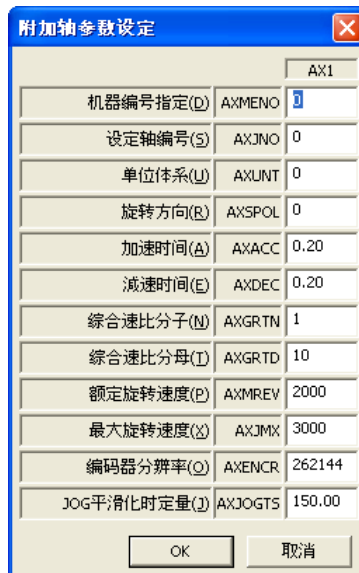 附加轴参数设定
AX1
机器编号指定(D) AXMENO 0
设定轴编号(S) AXJNO 0
单位体系(U) AXUNT 0
旋转方向(R) AXSPOL 0
加速时间(A) AXACC 0.20
减速时间(E) AXDEC 0.20
综合速比分子(N) AXGRTN 1
综合速比分母(T) AXGRTD 10
额定旋转速度(P) AXMREV 2000
最大旋转速度(X) AXJMX 3000
编码器分辨率(O) AXENCR 262144
JOG平滑化时定量(J) AXJOGTS 150.00
OK 取消